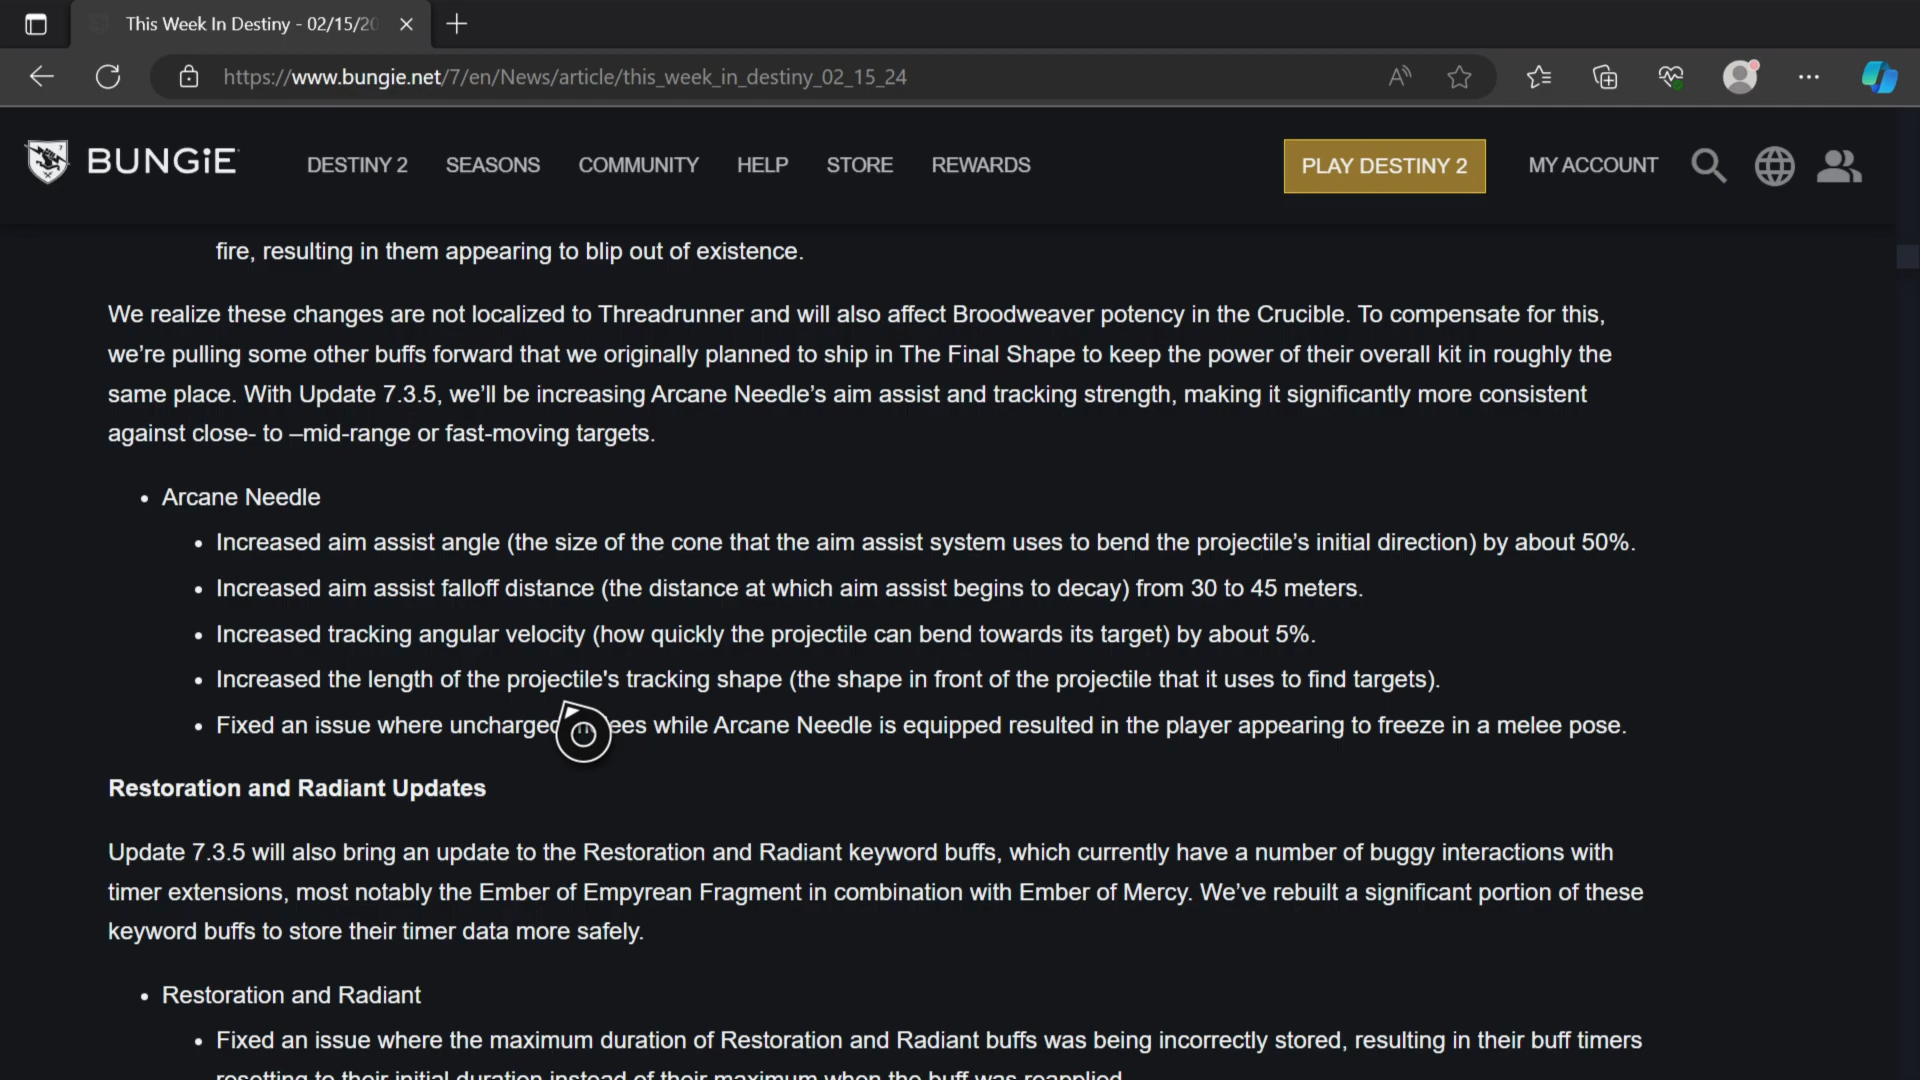 This Week In Destiny - 02/15/20
https://www.bungie.net/7/en/News/article/this_week_in_destiny_02_15_24
BUNGiE
DESTINY 2 SEASONS COMMUNITY HELP STORE REWARDS
PLAY DESTINY 2 MY ACCOUNT
fire, resulting in them appearing to blip out of existence.
We realize these changes are not localized to Threadrunner and will also affect Broodweaver potency in the Crucible. To compensate for this,
we’re pulling some other buffs forward that we originally planned to ship in The Final Shape to keep the power of their overall kit in roughly the
same place. With Update 7.3.5, we’ll be increasing Arcane Needle’s aim assist and tracking strength, making it significantly more consistent
against close- to –mid-range or fast-moving targets.
• Arcane Needle
• Increased aim assist angle (the size of the cone that the aim assist system uses to bend the projectile’s initial direction) by about 50%.
• Increased aim assist falloff distance (the distance at which aim assist begins to decay) from 30 to 45 meters.
• Increased tracking angular velocity (how quickly the projectile can bend towards its target) by about 5%.
• Increased the length of the projectile's tracking shape (the shape in front of the projectile that it uses to find targets).
• Fixed an issue where uncharged while Arcane Needle is equipped resulted in the player appearing to freeze in a melee pose.
Restoration and Radiant Updates
Update 7.3.5 will also bring an update to the Restoration and Radiant keyword buffs, which currently have a number of buggy interactions with
timer extensions, most notably the Ember of Empyrean Fragment in combination with Ember of Mercy. We’ve rebuilt a significant portion of these
keyword buffs to store their timer data more safely.
• Restoration and Radiant
• Fixed an issue where the maximum duration of Restoration and Radiant buffs was being incorrectly stored, resulting in their buff timers
resetting to their initial duration instead of their maximum when the buff was reapplied.